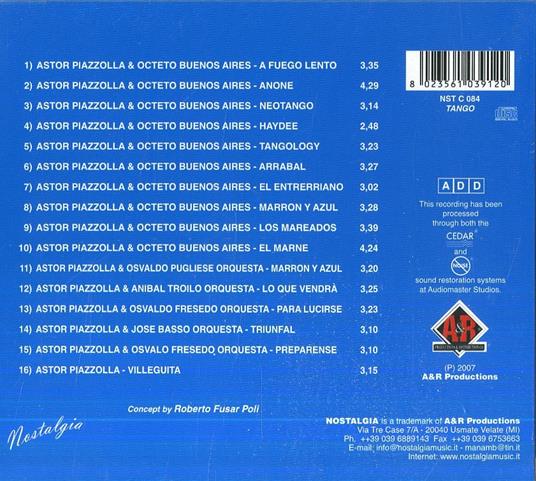 1) ASTOR PIAZZOLLA & OCTETO BUENOS AIRES - A FUEGO LENTO 3,35
2) ASTOR PIAZZOLLA & OCTETO BUENOS AIRES - ANONE 4,29
3) ASTOR PIAZZOLLA & OCTETO BUENOS AIRES - NEOTANGO 3,14
4) ASTOR PIAZZOLLA & OCTETO BUENOS AIRES - HAYDEE 2,48
5) ASTOR PIAZZOLLA & OCTETO BUENOS AIRES - TANGOLOGY 3,23
6) ASTOR PIAZZOLLA & OCTETO BUENOS AIRES - ARRABAL 3,27
7) ASTOR PIAZZOLLA & OCTETO BUENOS AIRES - EL ENTRERRIANO 3,02
8) ASTOR PIAZZOLLA & OCTETO BUENOS AIRES - MARRON Y AZUL 3,28
9) ASTOR PIAZZOLLA & OCTETO BUENOS AIRES - LOS MAREADOS 3,39
10) ASTOR PIAZZOLLA & OCTETO BUENOS AIRES - EL MARNE 4,24
11) ASTOR PIAZZOLLA & OSVALDO PUGLIESE ORQUESTA - MARRON Y AZUL 3,20
12) ASTOR PIAZZOLLA & ANIBAL TROILO ORQUESTA - LO QUE VENDRÀ 3,25
13) ASTOR PIAZZOLLA & OSVALDO FRESEDO ORQUESTA - PARA LUCIRSE 3,23
14) ASTOR PIAZZOLLA & JOSE BASSO ORQUESTA - TRIUNFAL 3,10
15) ASTOR PIAZZOLLA & OSVALO FRESEDO ORQUESTA - PREPARENSE 3,10
16) ASTOR PIAZZOLLA - VILLEGUITA 3,15
Concept by Roberto Fusar Poli
Nostalgia
8 023561 039120
NST C 084
TANGO
A D D
This recording has been
processed
through both the
CEDAR®
and
NO NOISE
sound restoration systems
at Audiomaster Studios.
A&R
(P) 2007
A&R Productions
NOSTALGIA is a trademark of A&R Productions
Via Tre Case 7/A - 20040 Usmate Velate (MI)
Ph. ++39 039 6889143 Fax ++39 039 6753663
E-mail: info@nostalgiamusic.it - manamb@tin.it
Internet: www.nostalgiamusic.it